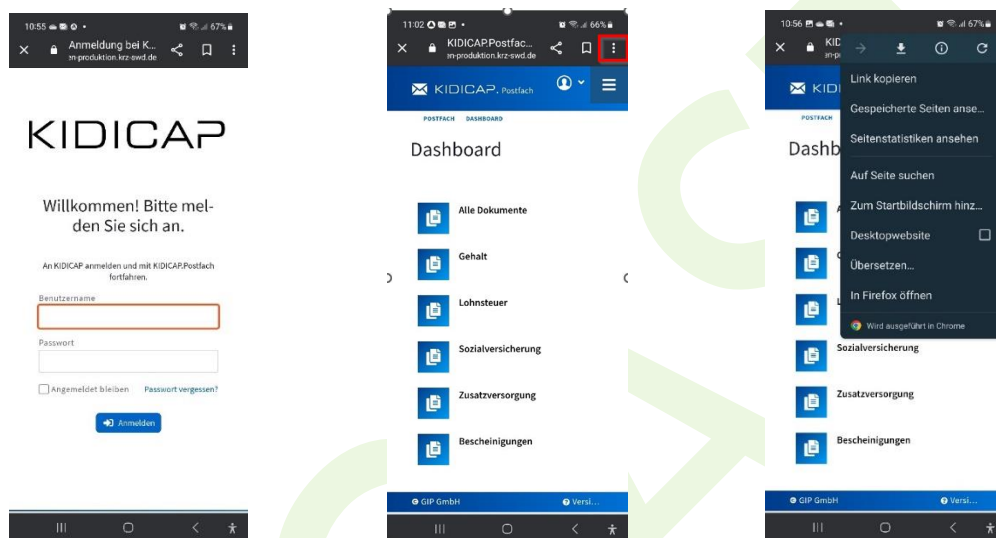 10:55
67%
Anmeldung bei K...
en-produktion.krz-swd.de
KIDICAP
Willkommen! Bitte mel-
den Sie sich an.
An KIDICAP anmelden und mit KIDICAP.Postfach
fortfahren.
Benutzername
Passwort
Angemeldet bleiben Passwort vergessen?
Anmelden
11:02
66%
KIDICAP.Postfac...
en-produktion.krz-swd.de
KIDICAP. Postfach
POSTFACH DASHBOARD
Dashboard
Alle Dokumente
Gehalt
Lohnsteuer
Sozialversicherung
Zusatzversorgung
Bescheinigungen
GIP GmbH Versi...
10:56
67%
KIC
en-p
KIDI
POSTFACH
Dashb
Link kopieren
Gespeicherte Seiten anse...
Seitenstatistiken ansehen
Auf Seite suchen
Zum Startbildschirm hinz...
Desktopwebsite
Übersetzen...
In Firefox öffnen
Wird ausgeführt in Chrome
Sozialversicherung
Zusatzversorgung
Bescheinigungen
GIP GmbH Versi...